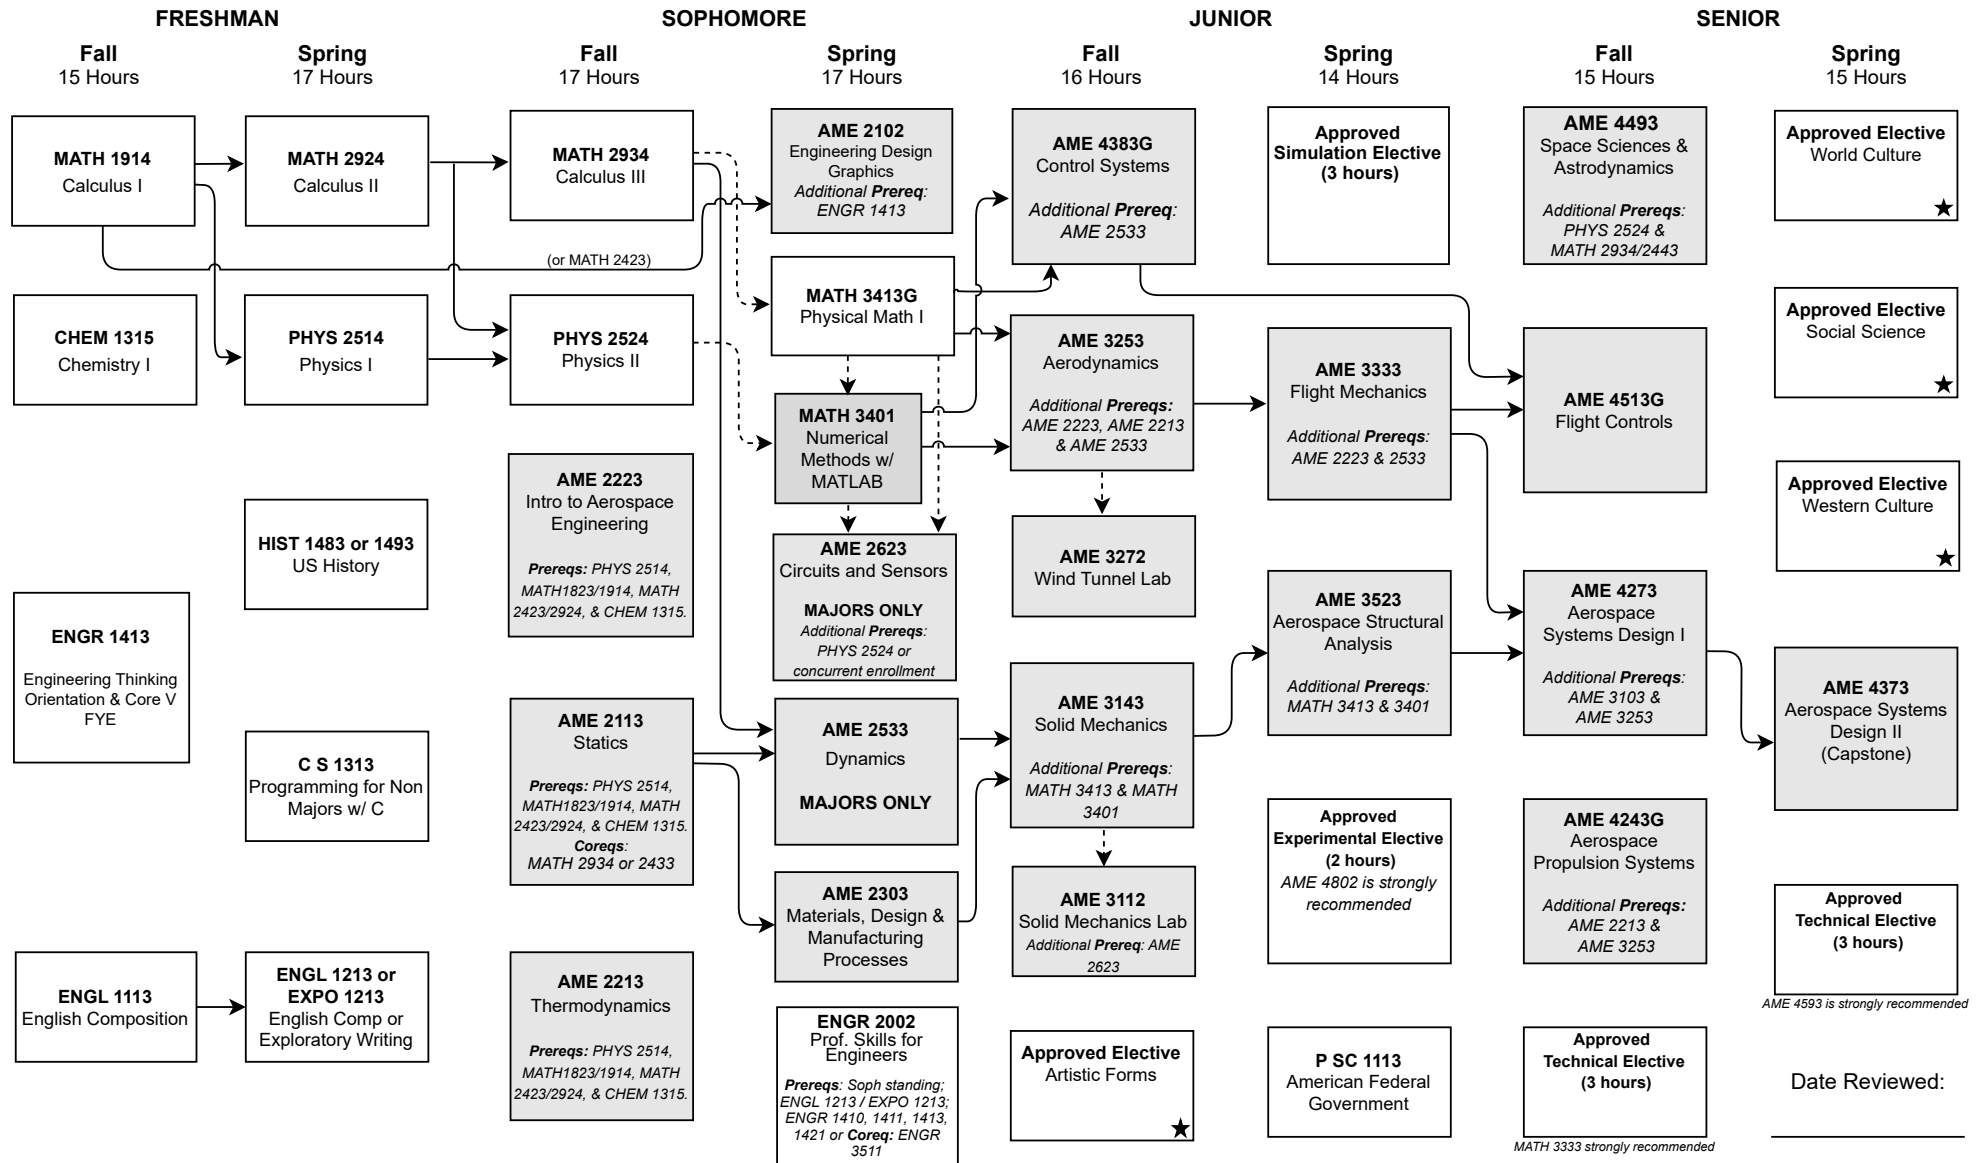 FRESHMAN
SOPHOMORE
JUNIOR
SENIOR
Fall
15 Hours
Spring
17 Hours
Fall
17 Hours
Spring
17 Hours
Fall
16 Hours
Spring
14 Hours
Fall
15 Hours
Spring
15 Hours
MATH 1914
Calculus I
CHEM 1315
Chemistry I
ENGR 1413
Engineering Thinking
Orientation & Core V
FYE
ENGL 1113
English Composition
MATH 2924
Calculus II
PHYS 2514
Physics I
HIST 1483 or 1493
US History
C S 1313
Programming for Non
Majors w/ C
ENGL 1213 or
EXPO 1213
English Comp or
Exploratory Writing
MATH 2934
Calculus III
(or MATH 2423)
PHYS 2524
Physics II
AME 2223
Intro to Aerospace
Engineering
Prereqs: PHYS 2514,
MATH1823/1914, MATH
2423/2924, & CHEM 1315.
AME 2113
Statics
Prereqs: PHYS 2514,
MATH1823/1914, MATH
2423/2924, & CHEM 1315.
Coreqs:
MATH 2934 or 2433
AME 2213
Thermodynamics
Prereqs: PHYS 2514,
MATH1823/1914, MATH
2423/2924, & CHEM 1315.
AME 2102
Engineering Design
Graphics
Additional Prereq:
ENGR 1413
MATH 3413G
Physical Math I
MATH 3401
Numerical
Methods w/
MATLAB
AME 2623
Circuits and Sensors
MAJORS ONLY
Additional Prereqs:
PHYS 2524 or
concurrent enrollment
AME 2533
Dynamics
MAJORS ONLY
AME 2303
Materials, Design &
Manufacturing
Processes
ENGR 2002
Prof. Skills for
Engineers
Prereqs: Soph standing;
ENGL 1213 / EXPO 1213;
ENGR 1410, 1411, 1413,
1421 or Coreq: ENGR
3511
AME 4383G
Control Systems
Additional Prereq:
AME 2533
AME 3253
Aerodynamics
Additional Prereqs:
AME 2223, AME 2213
& AME 2533
AME 3272
Wind Tunnel Lab
AME 3143
Solid Mechanics
Additional Prereqs:
MATH 3413 & MATH
3401
AME 3112
Solid Mechanics Lab
Additional Prereq: AME
2623
Approved Elective
Artistic Forms
Approved
Simulation Elective
(3 hours)
AME 3333
Flight Mechanics
Additional Prereqs:
AME 2223 & 2533
AME 3523
Aerospace Structural
Analysis
Additional Prereqs:
MATH 3413 & 3401
Approved
Experimental Elective
(2 hours)
AME 4802 is strongly
recommended
P SC 1113
American Federal
Government
AME 4493
Space Sciences &
Astrodynamics
Additional Prereqs:
PHYS 2524 &
MATH 2934/2443
AME 4513G
Flight Controls
AME 4273
Aerospace
Systems Design I
Additional Prereqs:
AME 3103 &
AME 3253
AME 4243G
Aerospace
Propulsion Systems
Additional Prereqs:
AME 2213 &
AME 3253
Approved
Technical Elective
(3 hours)
MATH 3333 strongly recommended
Approved Elective
World Culture
Approved Elective
Social Science
Approved Elective
Western Culture
AME 4373
Aerospace Systems
Design II
(Capstone)
Approved
Technical Elective
(3 hours)
AME 4593 is strongly recommended
Date Reviewed: